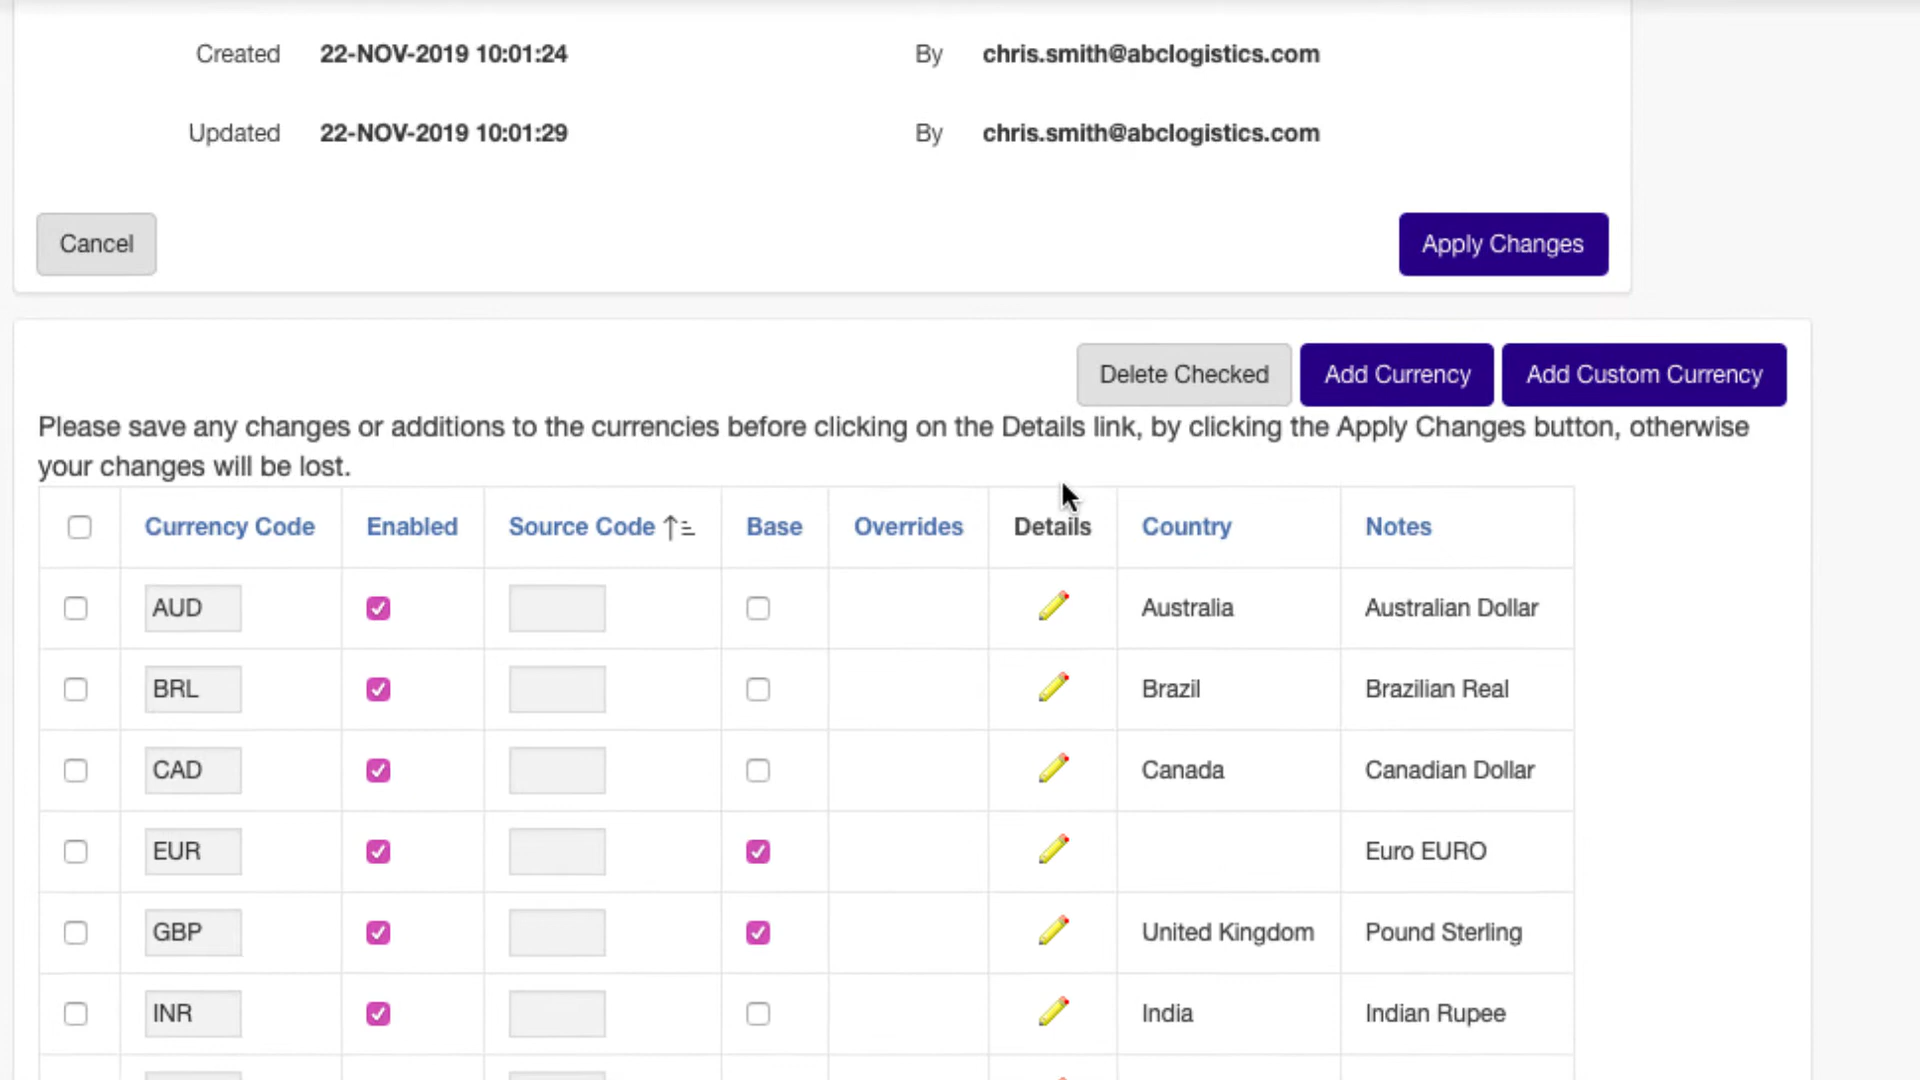 Created 22-NOV-2019 10:01:24 By chris.smith@abclogistics.com
Updated 22-NOV-2019 10:01:29 By chris.smith@abclogistics.com
Cancel Apply Changes
Delete Checked Add Currency Add Custom Currency
Please save any changes or additions to the currencies before clicking on the Details link, by clicking the Apply Changes button, otherwise
your changes will be lost.
Currency Code Enabled Source Code Base Overrides Details Country Notes
AUD Australia Australian Dollar
BRL Brazil Brazilian Real
CAD Canada Canadian Dollar
EUR Euro EURO
GBP United Kingdom Pound Sterling
INR India Indian Rupee